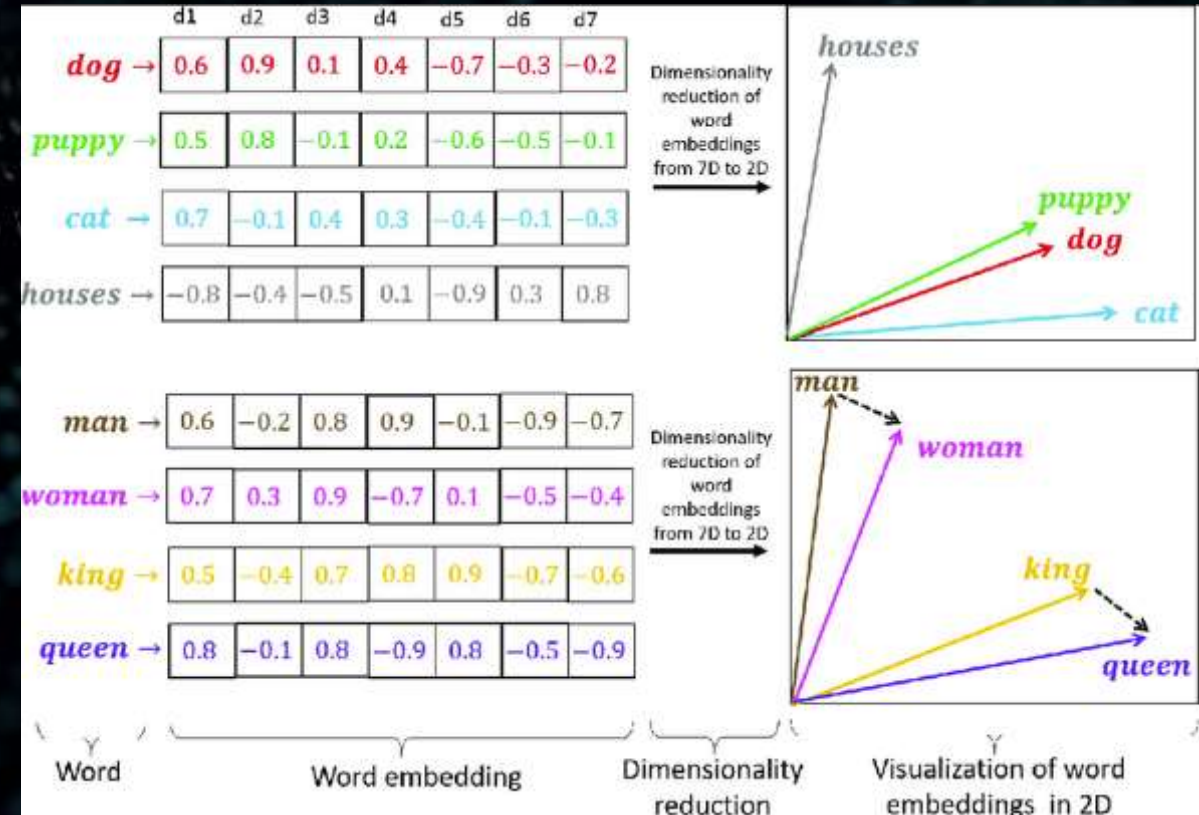 d1 d2 d3 d4 d5 d6 d7
dog → 0.6 0.9 0.1 0.4 −0.7 −0.3 −0.2
puppy → 0.5 0.8 −0.1 0.2 −0.6 −0.5 −0.1
cat → 0.7 −0.1 0.4 0.3 −0.4 −0.1 −0.3
houses → −0.8 −0.4 −0.5 0.1 −0.9 0.3 0.8
Dimensionality
reduction of
word
embeddings
from 7D to 2D
houses
puppy
dog
cat
man → 0.6 −0.2 0.8 0.9 −0.1 −0.9 −0.7
woman → 0.7 0.3 0.9 −0.7 0.1 −0.5 −0.4
king → 0.5 −0.4 0.7 0.8 0.9 −0.7 −0.6
queen → 0.8 −0.1 0.8 −0.9 0.8 −0.5 −0.9
Dimensionality
reduction of
word
embeddings
from 7D to 2D
man
woman
king
queen
Word
Word embedding
Dimensionality
reduction
Visualization of word
embeddings in 2D